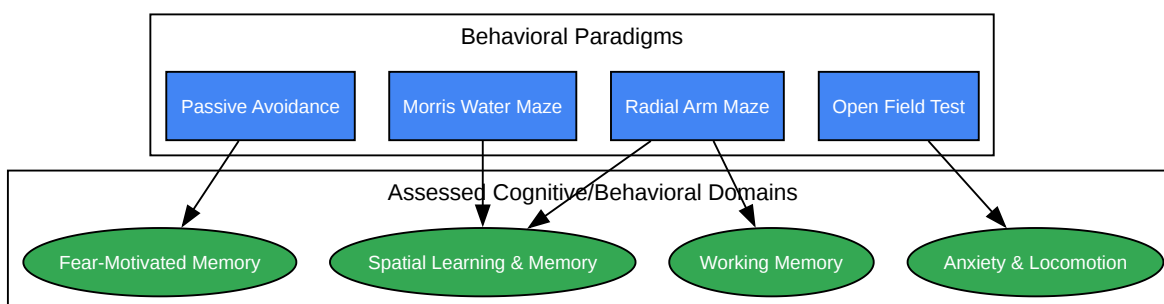 Behavioral Paradigms
Passive Avoidance
Morris Water Maze
Radial Arm Maze
Open Field Test
Assessed Cognitive/Behavioral Domains
Fear-Motivated Memory
Spatial Learning & Memory
Working Memory
Anxiety & Locomotion